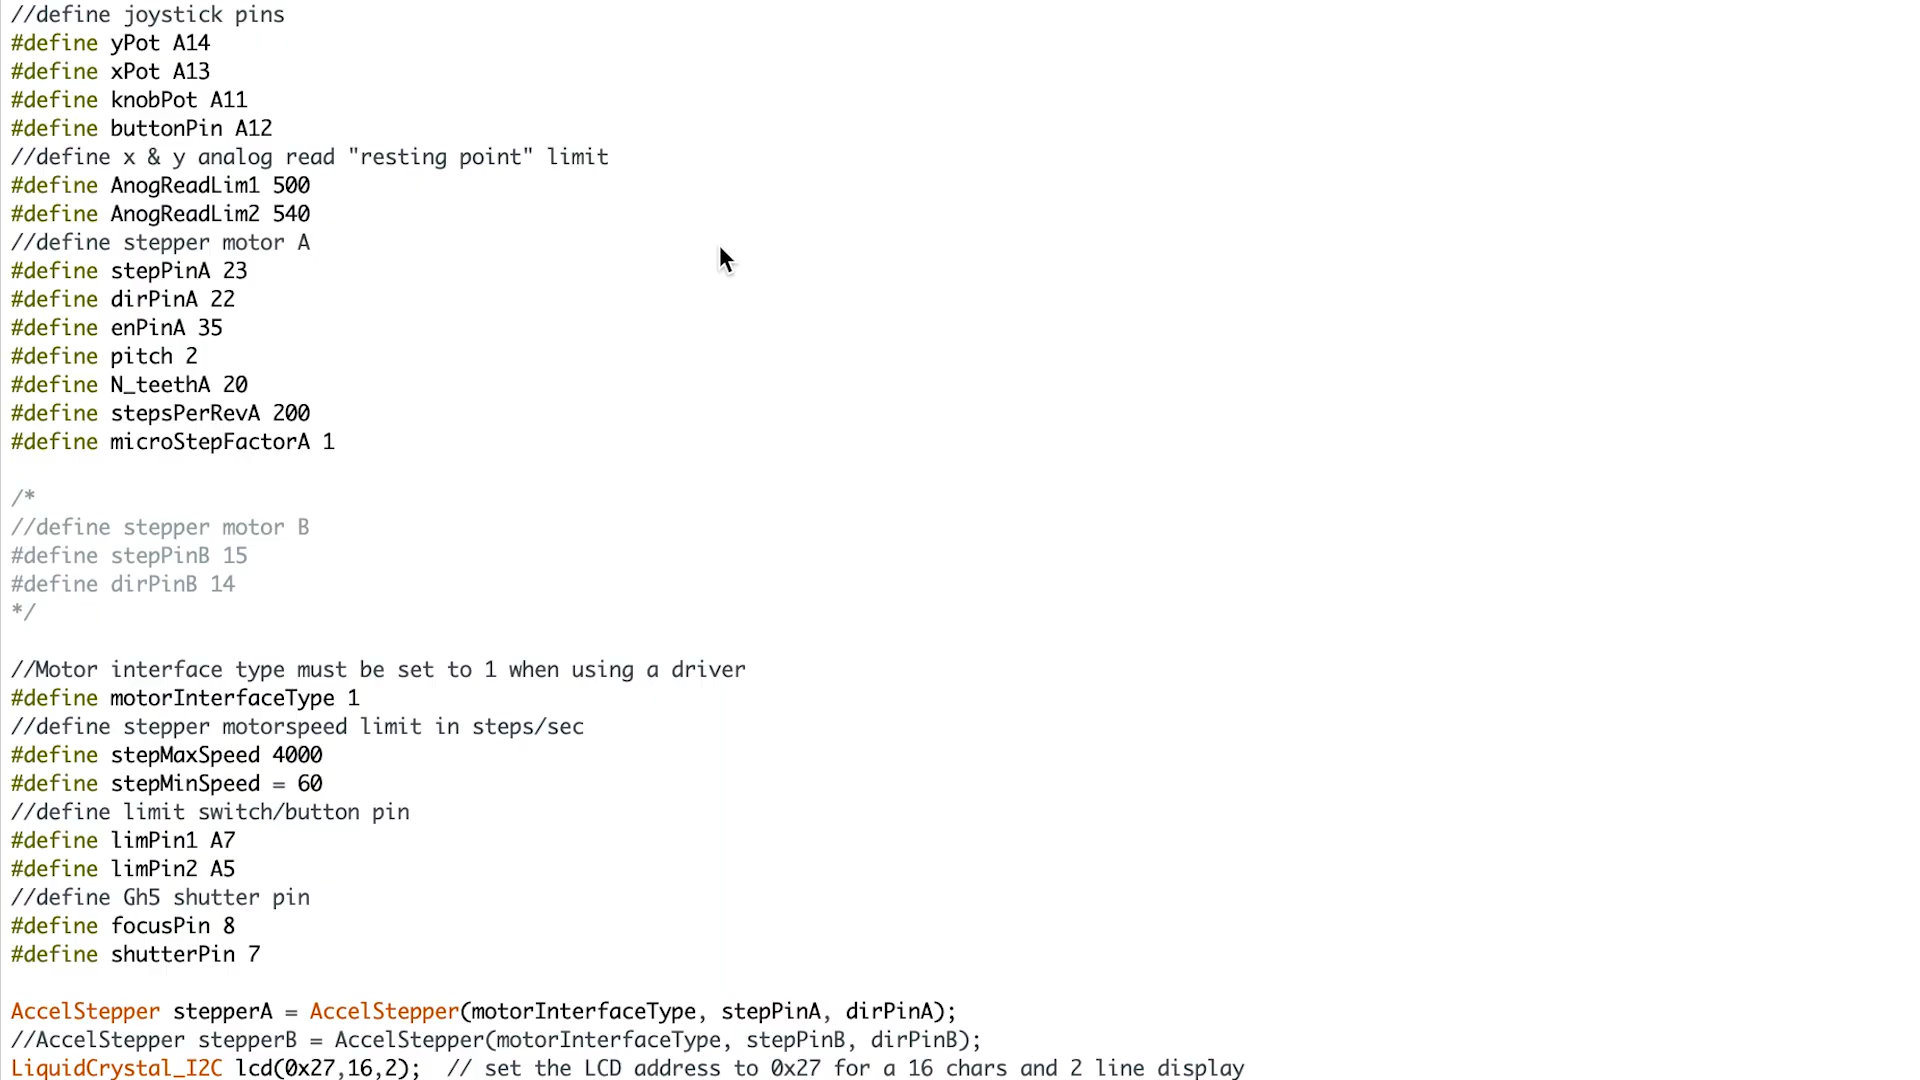 //define joystick pins
#define yPot A14
#define xPot A13
#define knobPot A11
#define buttonPin A12
//define x & y analog read "resting point" limit
#define AnogReadLim1 500
#define AnogReadLim2 540
//define stepper motor A
#define stepPinA 23
#define dirPinA 22
#define enPinA 35
#define pitch 2
#define N_teethA 20
#define stepsPerRevA 200
#define microStepFactorA 1
/*
//define stepper motor B
#define stepPinB 15
#define dirPinB 14
*/
//Motor interface type must be set to 1 when using a driver
#define motorInterfaceType 1
//define stepper motorspeed limit in steps/sec
#define stepMaxSpeed 4000
#define stepMinSpeed = 60
//define limit switch/button pin
#define limPin1 A7
#define limPin2 A5
//define Gh5 shutter pin
#define focusPin 8
#define shutterPin 7
AccelStepper stepperA = AccelStepper(motorInterfaceType, stepPinA, dirPinA);
//AccelStepper stepperB = AccelStepper(motorInterfaceType, stepPinB, dirPinB);
LiquidCrystal_I2C lcd(0x27,16,2);  // set the LCD address to 0x27 for a 16 chars and 2 line display